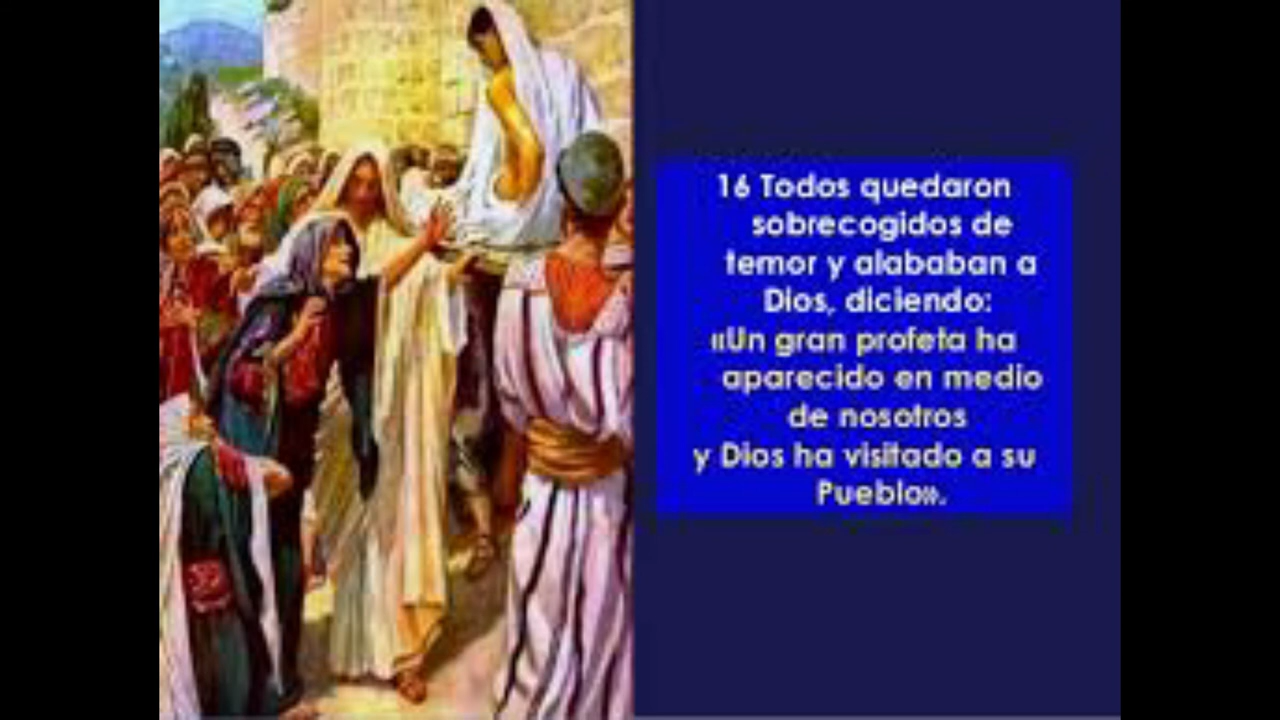 16 Todos quedaron
sobrecogidos de
temor y alababan a
Dios, diciendo:
«Un gran profeta ha
aparecido en medio
de nosotros
y Dios ha visitado a su
Pueblo».